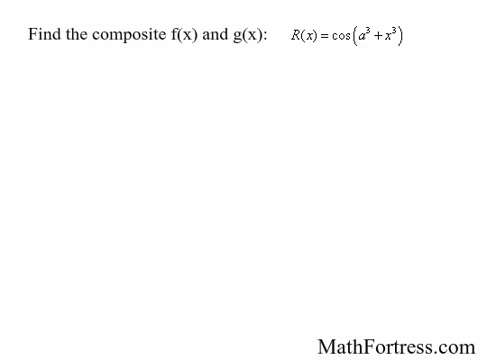 Find the composite f(x) and g(x): R(x) = cos(a³ + x³)
MathFortress.com